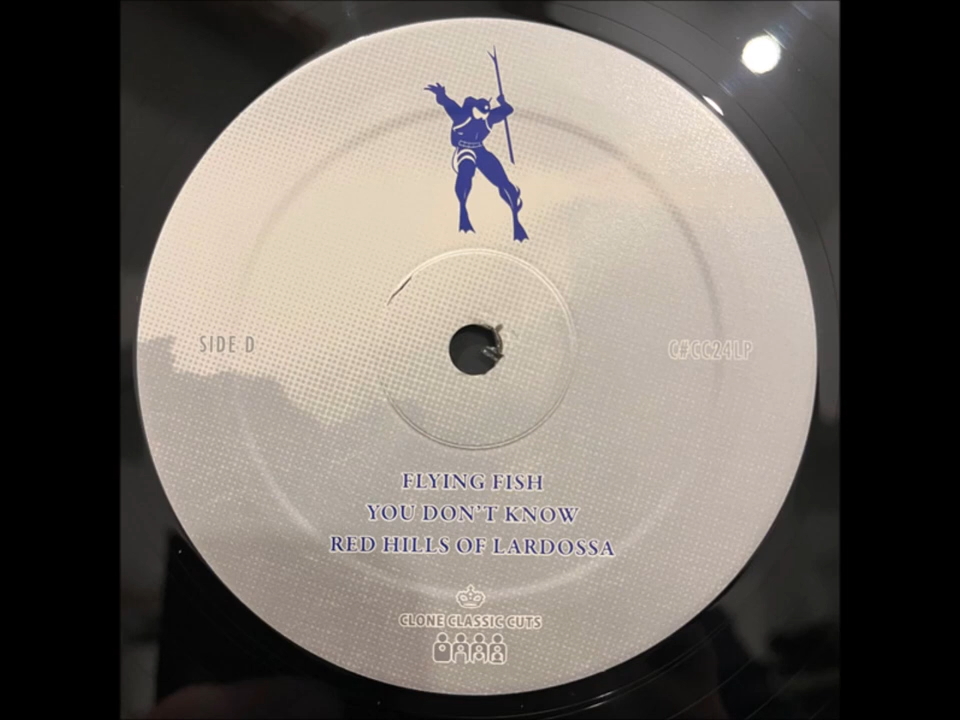 SIDE D
C#CC24LP
FLYING FISH
YOU DON'T KNOW
RED HILLS OF LARDOSSA
CLONE CLASSIC CUTS